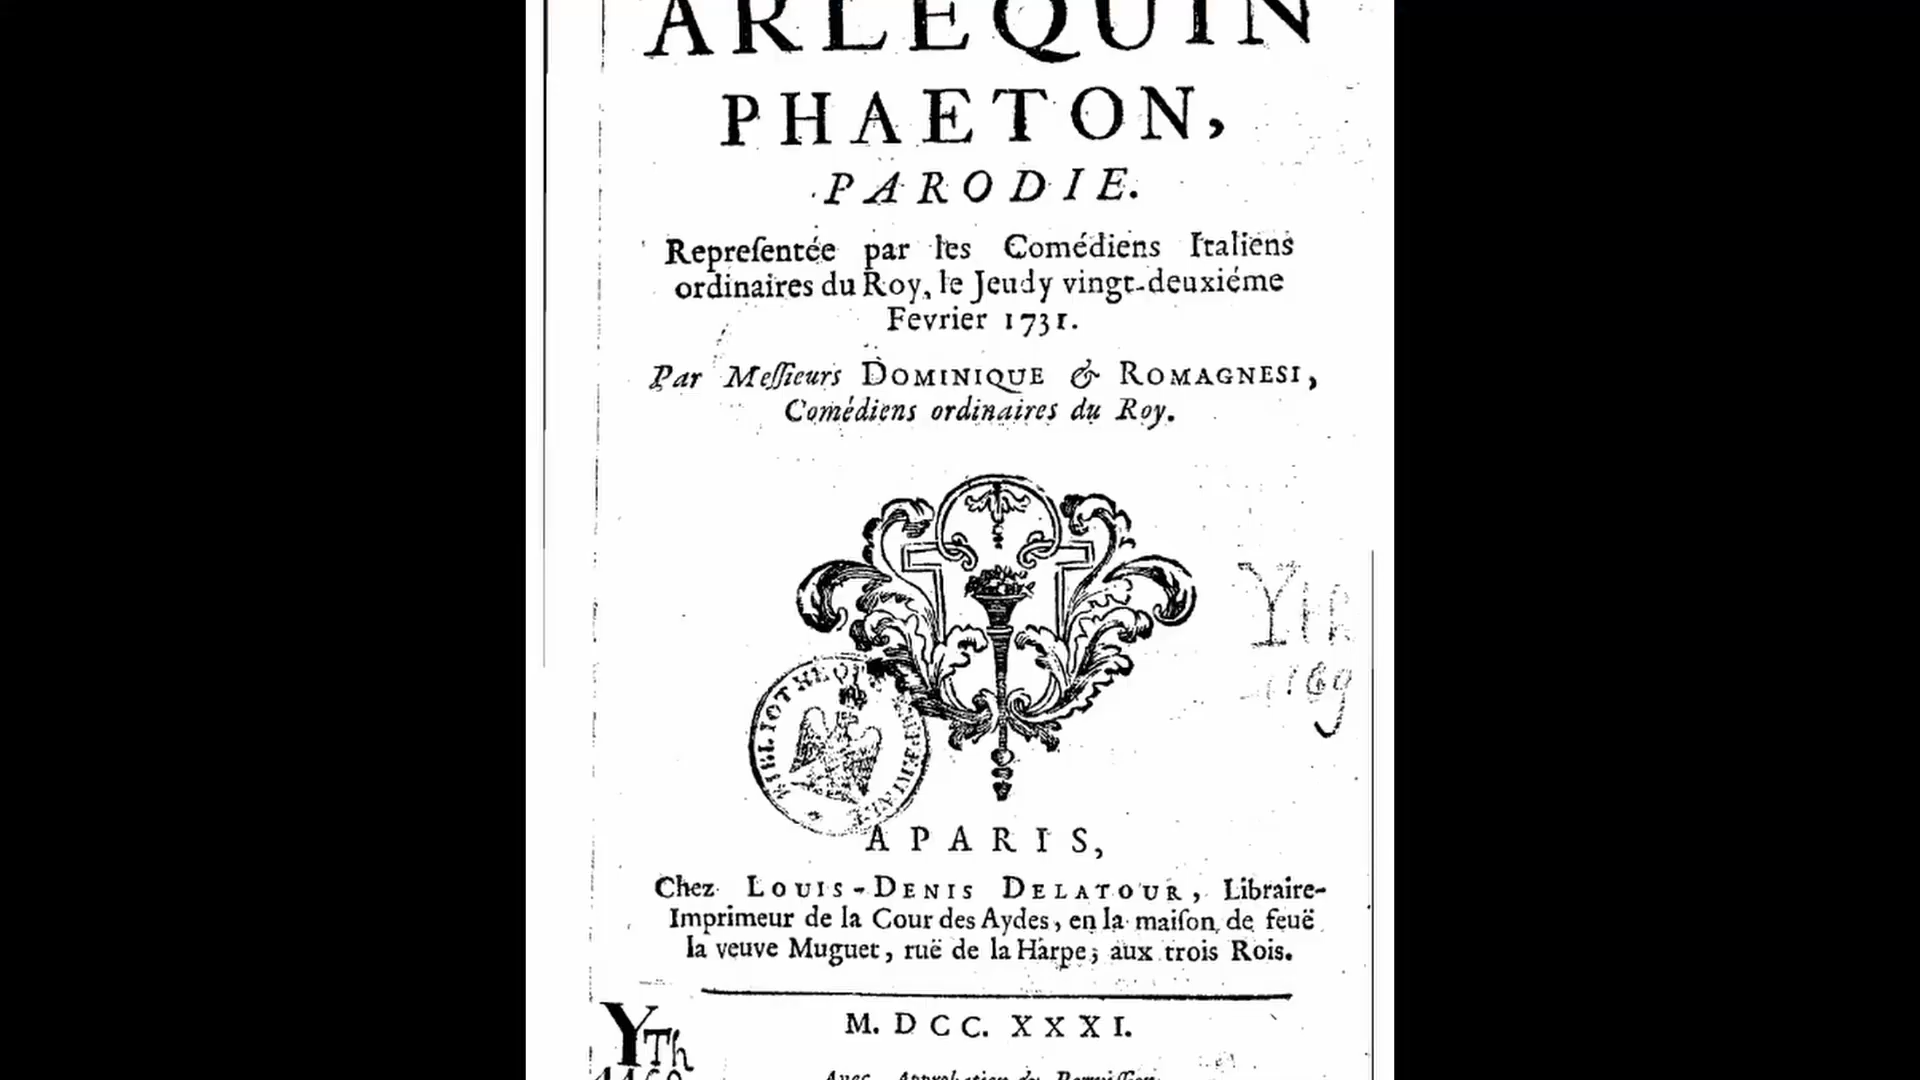 ARLEQUIN
PHAETON,
PARODIE.
Repreſentée par les Comédiens Italiens
ordinaires du Roy, le Jeudy vingt-deuxiéme
Fevrier 1731.
Par Meſſieurs DOMINIQUE & ROMAGNESI,
Comédiens ordinaires du Roy.
A PARIS,
Chez LOUIS-DENIS DELATOUR, Libraire-
Imprimeur de la Cour des Aydes, en la maiſon de feuë
la veuve Muguet, ruë de la Harpe; aux trois Rois.
M. DCC. XXXI.
YTh